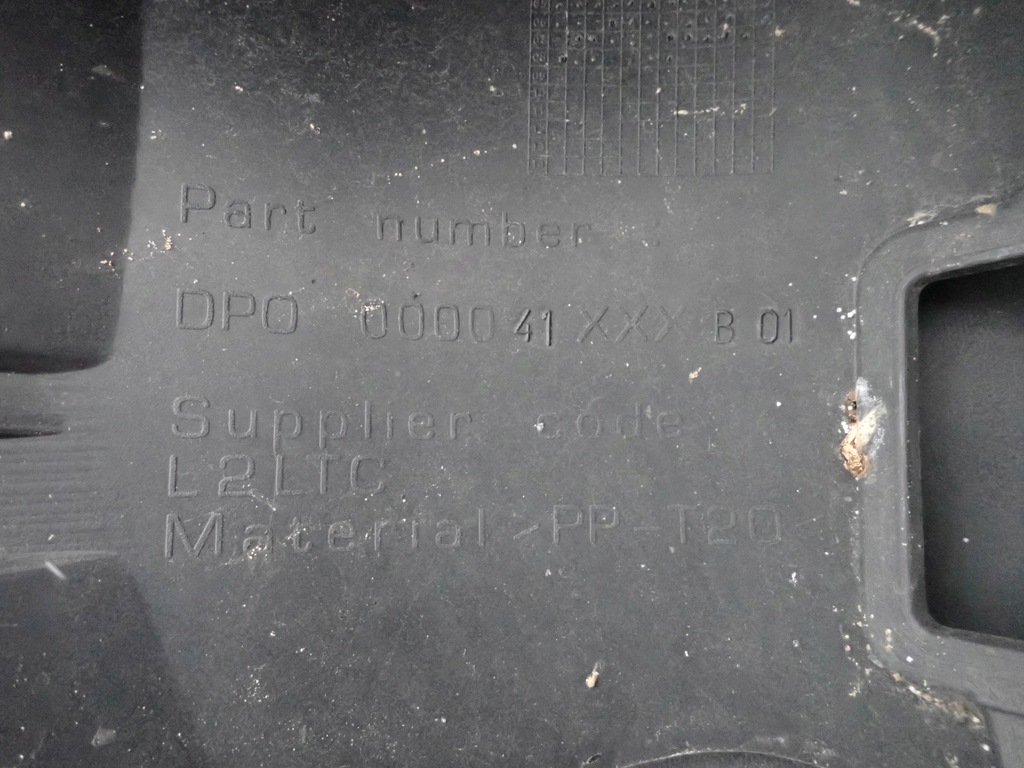 Part number
DPO 000041XXX B 01
Supplier code
L2LTC
Material >PP-T20<